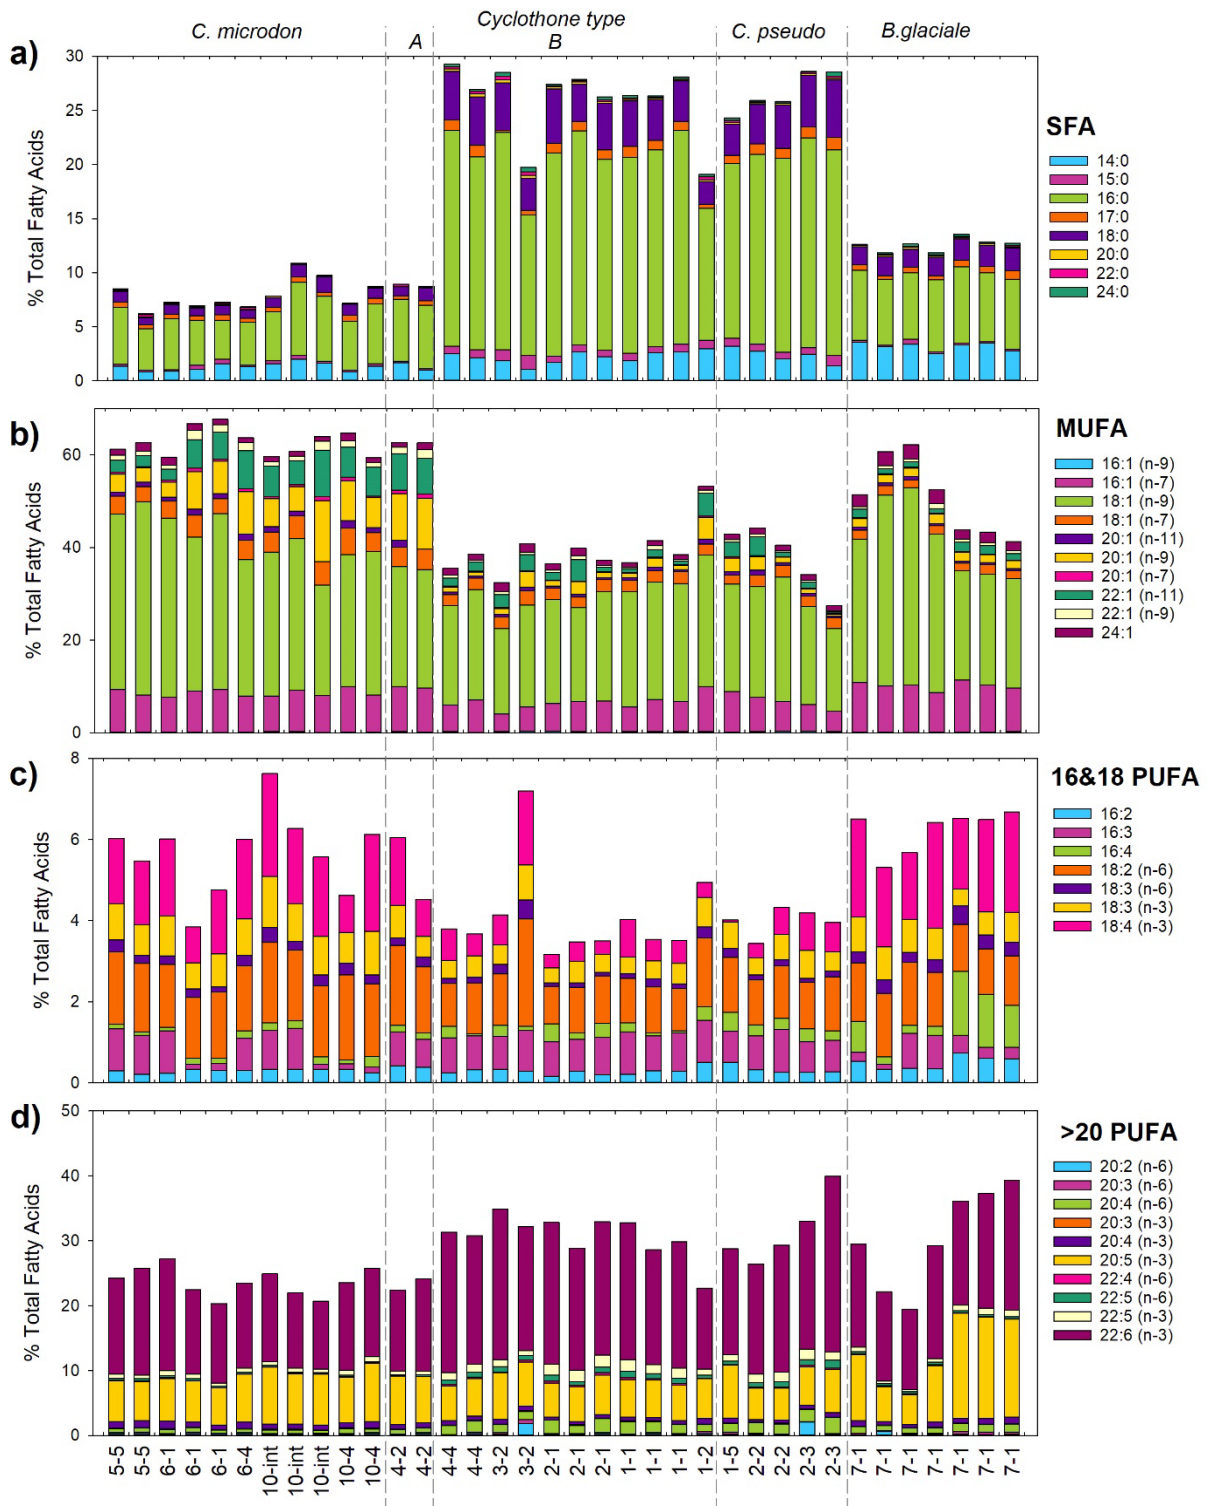 C. microdon
Cyclothone type
A
B
C. pseudo
B.glaciale
a)
% Total Fatty Acids
30
25
20
15
10
5
0
SFA
14:0
15:0
16:0
17:0
18:0
20:0
22:0
24:0
b)
% Total Fatty Acids
60
40
20
0
MUFA
16:1 (n-9)
16:1 (n-7)
18:1 (n-9)
18:1 (n-7)
20:1 (n-11)
20:1 (n-9)
20:1 (n-7)
22:1 (n-11)
22:1 (n-9)
24:1
c)
% Total Fatty Acids
8
6
4
2
0
16&18 PUFA
16:2
16:3
16:4
18:2 (n-6)
18:3 (n-6)
18:3 (n-3)
18:4 (n-3)
d)
% Total Fatty Acids
50
40
30
20
10
0
>20 PUFA
20:2 (n-6)
20:3 (n-6)
20:4 (n-6)
20:3 (n-3)
20:4 (n-3)
20:5 (n-3)
22:4 (n-6)
22:5 (n-6)
22:5 (n-3)
22:6 (n-3)
5-5
5-5
6-1
6-1
6-1
6-4
10-int
10-int
10-int
10-4
10-4
4-2
4-2
4-4
4-4
3-2
3-2
2-1
2-1
2-1
1-1
1-1
1-1
1-2
1-5
2-2
2-2
2-3
2-3
7-1
7-1
7-1
7-1
7-1
7-1
7-1